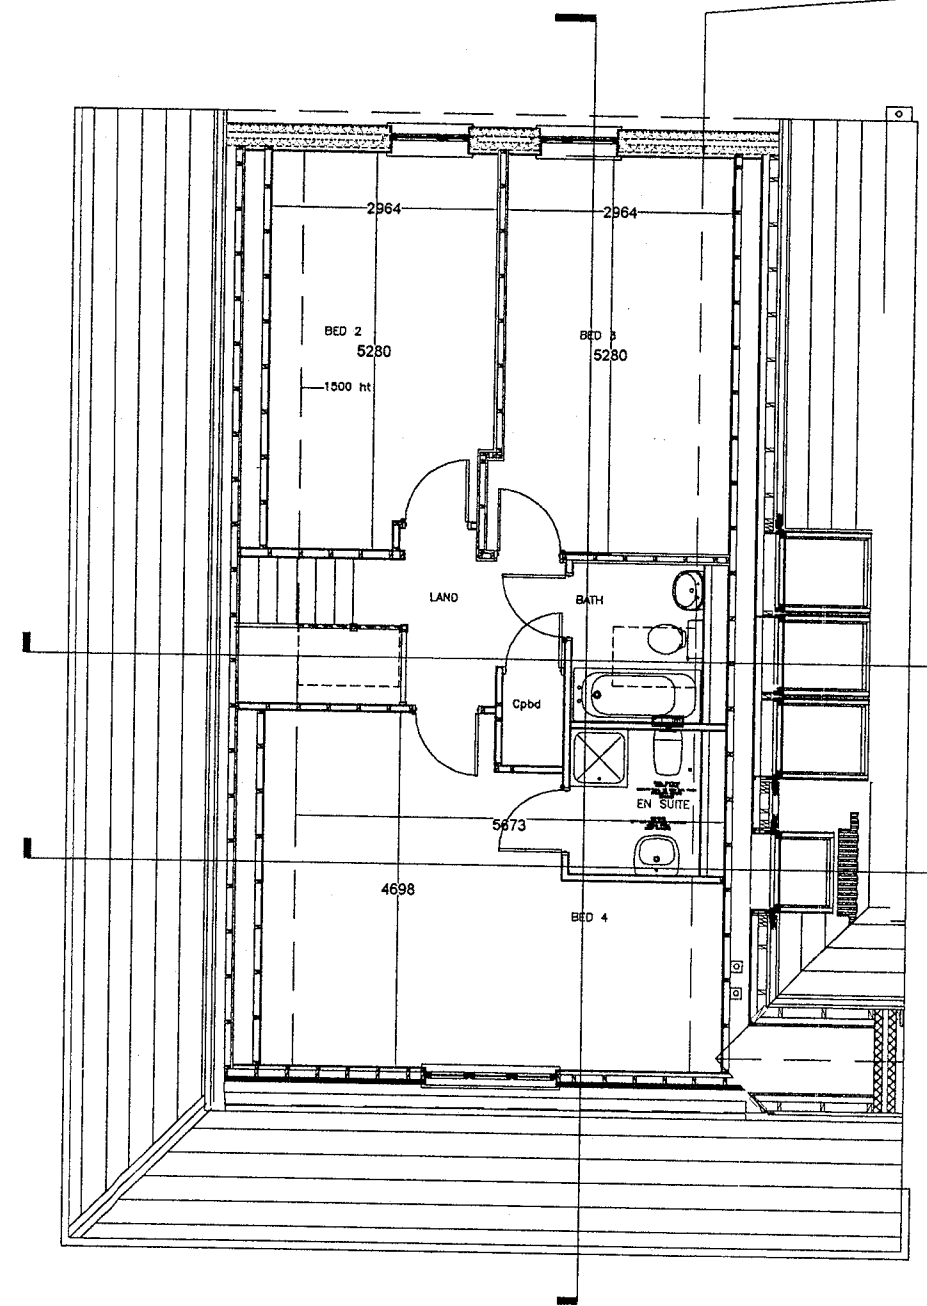 2964
2964
BED 2
5280
BED 3
5280
1500 ht
LAND
BATH
Cpbd
EN SUITE
5673
4698
BED 4